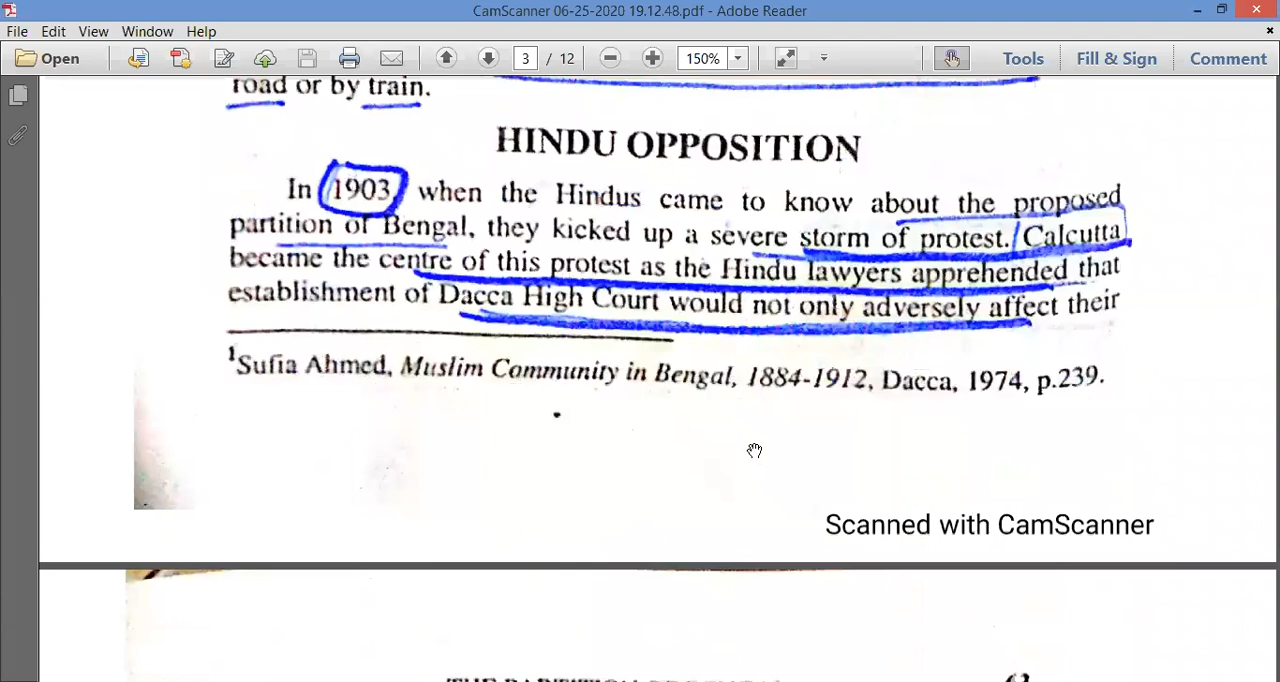 CamScanner 06-25-2020 19.12.48.pdf - Adobe Reader
File Edit View Window Help
Open 3 / 12 150% Tools Fill & Sign Comment
road or by train.
HINDU OPPOSITION
In 1903, when the Hindus came to know about the proposed
partition of Bengal, they kicked up a severe storm of protest. Calcutta
became the centre of this protest as the Hindu lawyers apprehended that
establishment of Dacca High Court would not only adversely affect their
1Sufia Ahmed, Muslim Community in Bengal, 1884-1912, Dacca, 1974, p.239.
Scanned with CamScanner